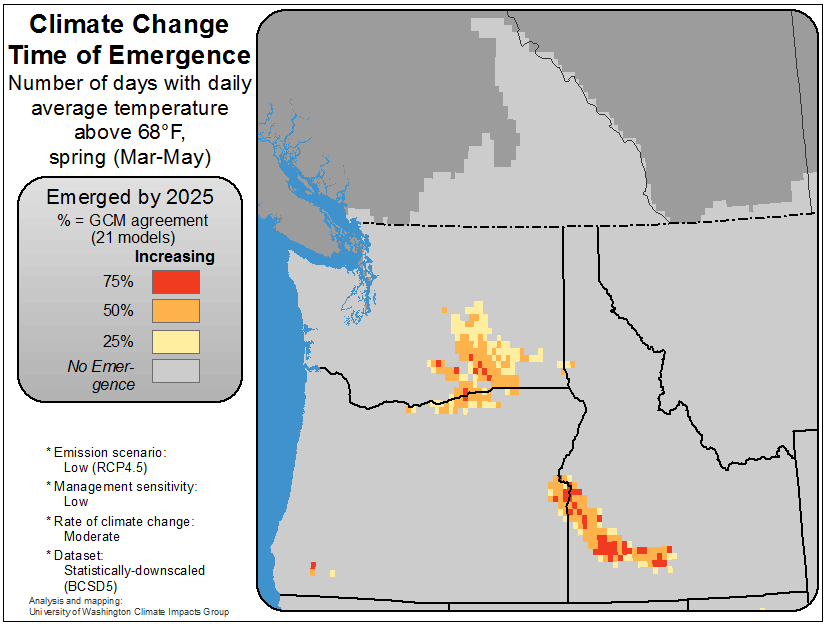 Climate Change
Time of Emergence
Number of days with daily
average temperature
above 68°F,
spring (Mar-May)
Emerged by 2025
% = GCM agreement
(21 models)
Increasing
75%
50%
25%
No Emer-
gence
* Emission scenario:
Low (RCP4.5)
* Management sensitivity:
Low
* Rate of climate change:
Moderate
* Dataset:
Statistically-downscaled
(BCSD5)
Analysis and mapping:
University of Washington Climate Impacts Group